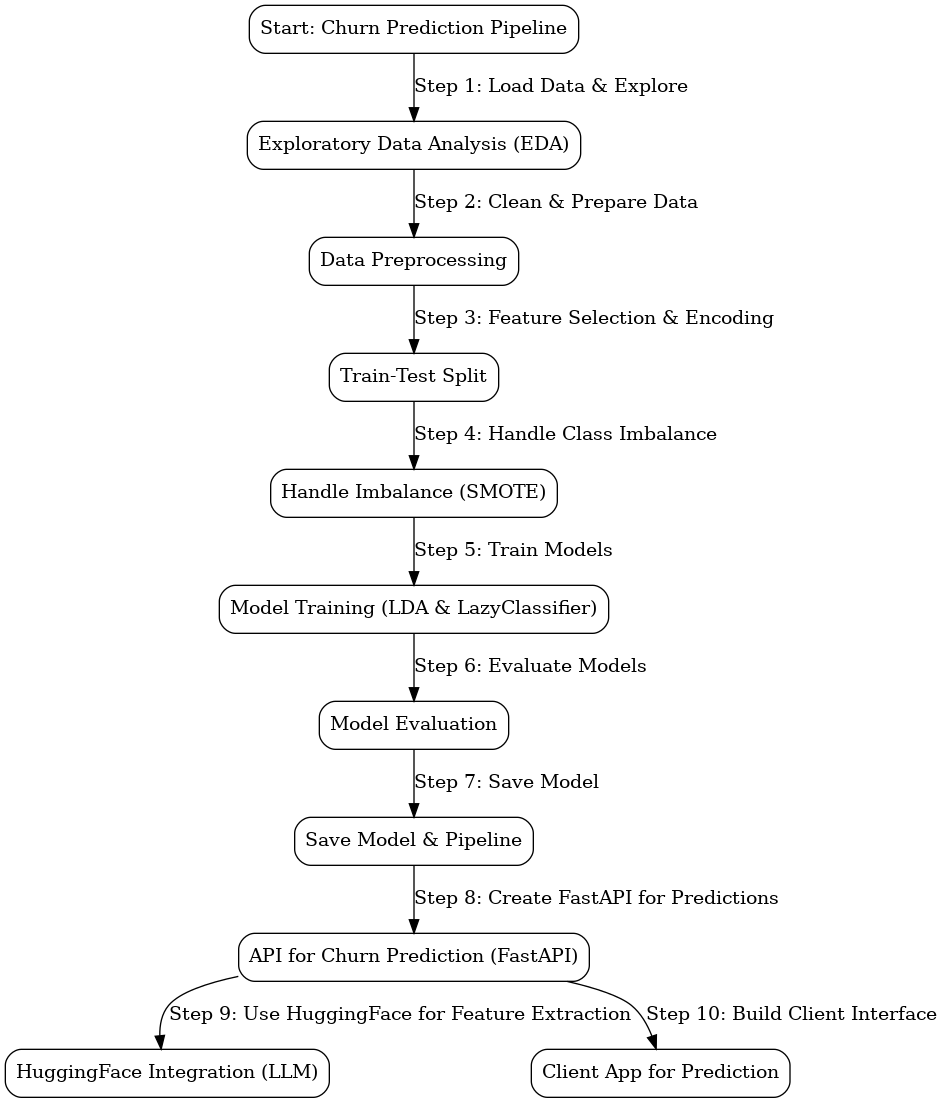 Start: Churn Prediction Pipeline
Step 1: Load Data & Explore
Exploratory Data Analysis (EDA)
Step 2: Clean & Prepare Data
Data Preprocessing
Step 3: Feature Selection & Encoding
Train-Test Split
Step 4: Handle Class Imbalance
Handle Imbalance (SMOTE)
Step 5: Train Models
Model Training (LDA & LazyClassifier)
Step 6: Evaluate Models
Model Evaluation
Step 7: Save Model
Save Model & Pipeline
Step 8: Create FastAPI for Predictions
API for Churn Prediction (FastAPI)
Step 9: Use HuggingFace for Feature Extraction
Step 10: Build Client Interface
HuggingFace Integration (LLM)
Client App for Prediction